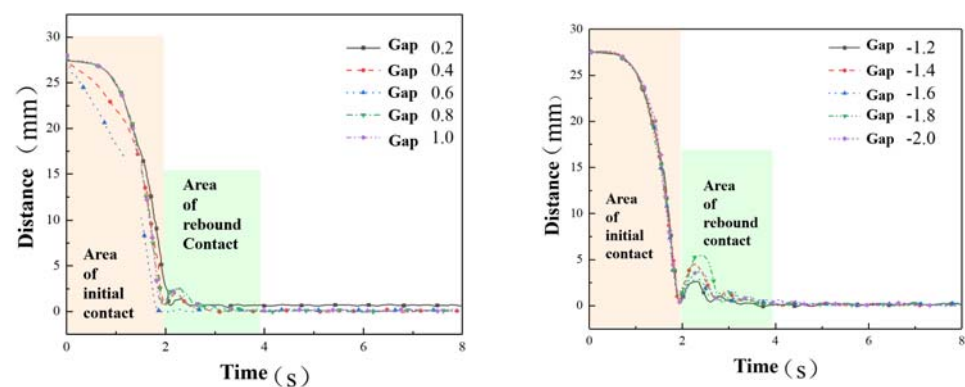 30
25
20
15
10
5
0
Distance (mm)
0 2 4 6 8
Time (S)
Gap 0.2
Gap 0.4
Gap 0.6
Gap 0.8
Gap 1.0
Area
of
initial
contact
Area
of
rebound
Contact
30
25
20
15
10
5
0
Distance (mm)
0 2 4 6 8
Time (S)
Gap -1.2
Gap -1.4
Gap -1.6
Gap -1.8
Gap -2.0
Area
of
initial
contact
Area
of
rebound
contact